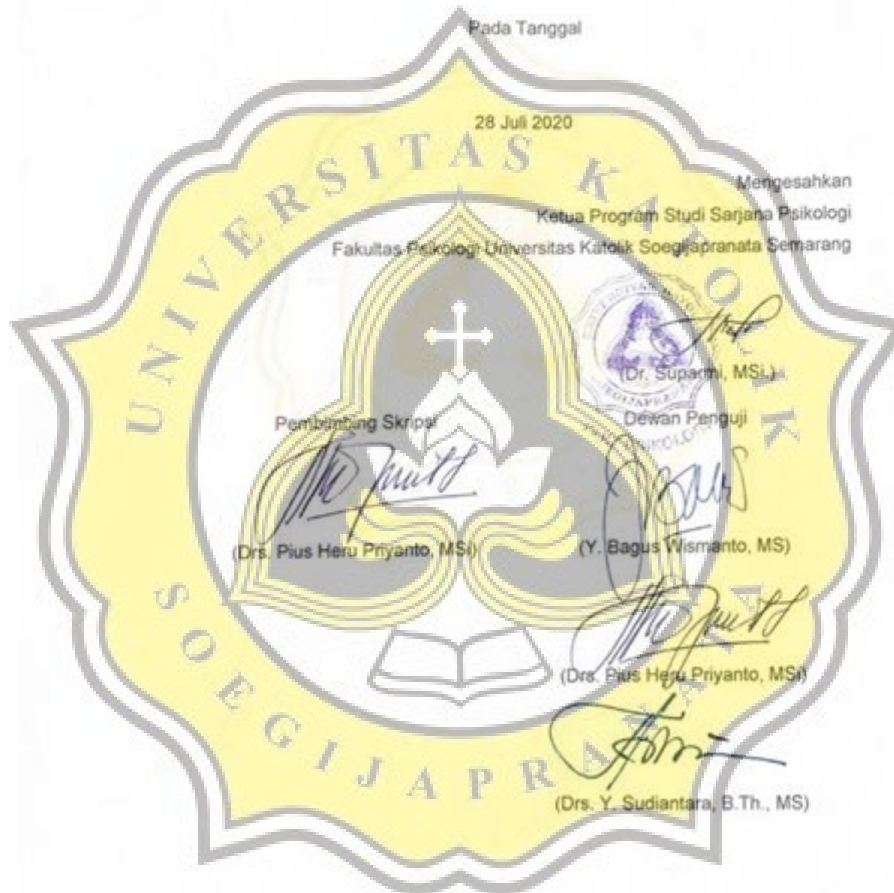 Pada Tanggal
28 Juli 2020
Mengesahkan
Ketua Program Studi Sarjana Psikologi
Fakultas Psikologi Universitas Katolik Soegijapranata Semarang
(Dr. Suparmi, MSi.)
Pembimbing Skripsi
Dewan Penguji
(Drs. Pius Heru Priyanto, MSi)
(Y. Bagus Wismanto, MS)
(Drs. Pius Heru Priyanto, MSi)
(Drs. Y. Sudiantara, B.Th., MS)
UNIVERSITAS KATOLIK
SOEGIJAPRANATA